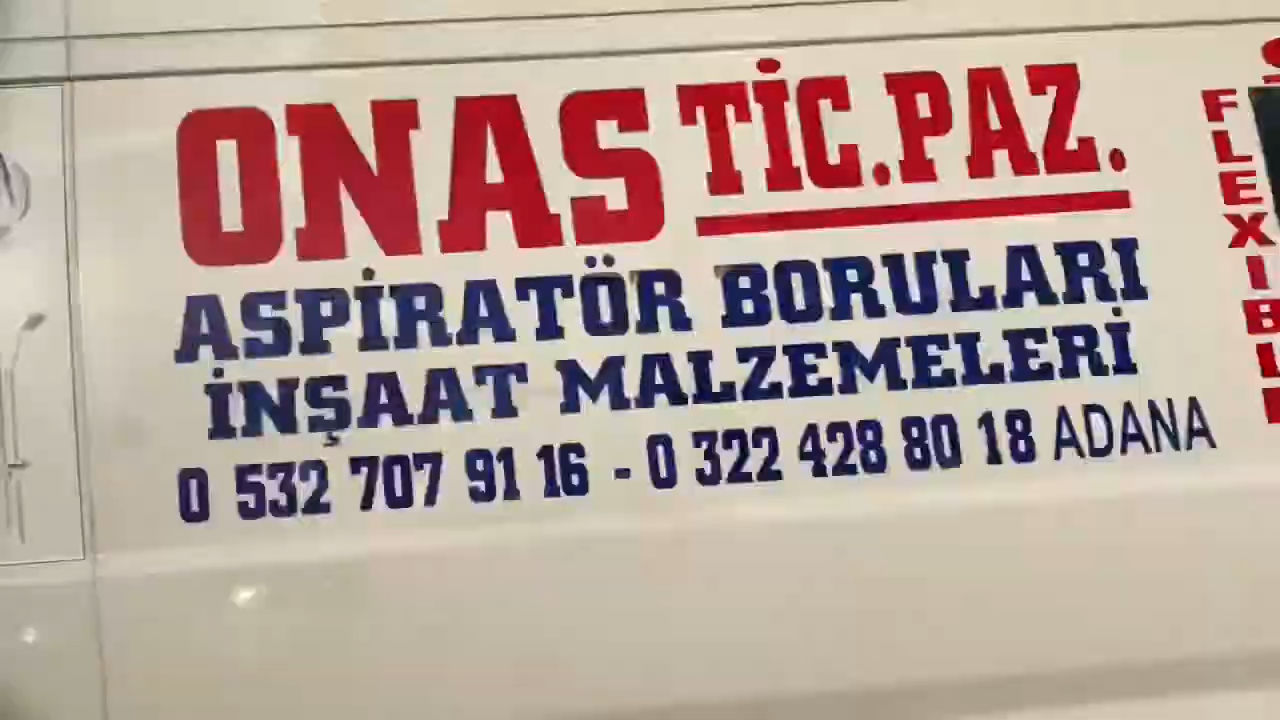 ONAS TİC.PAZ.
ASPİRATÖR BORULARI
İNŞAAT MALZEMELERİ
0 532 707 91 16 - 0 322 428 80 18 ADANA
FLEXIBLE